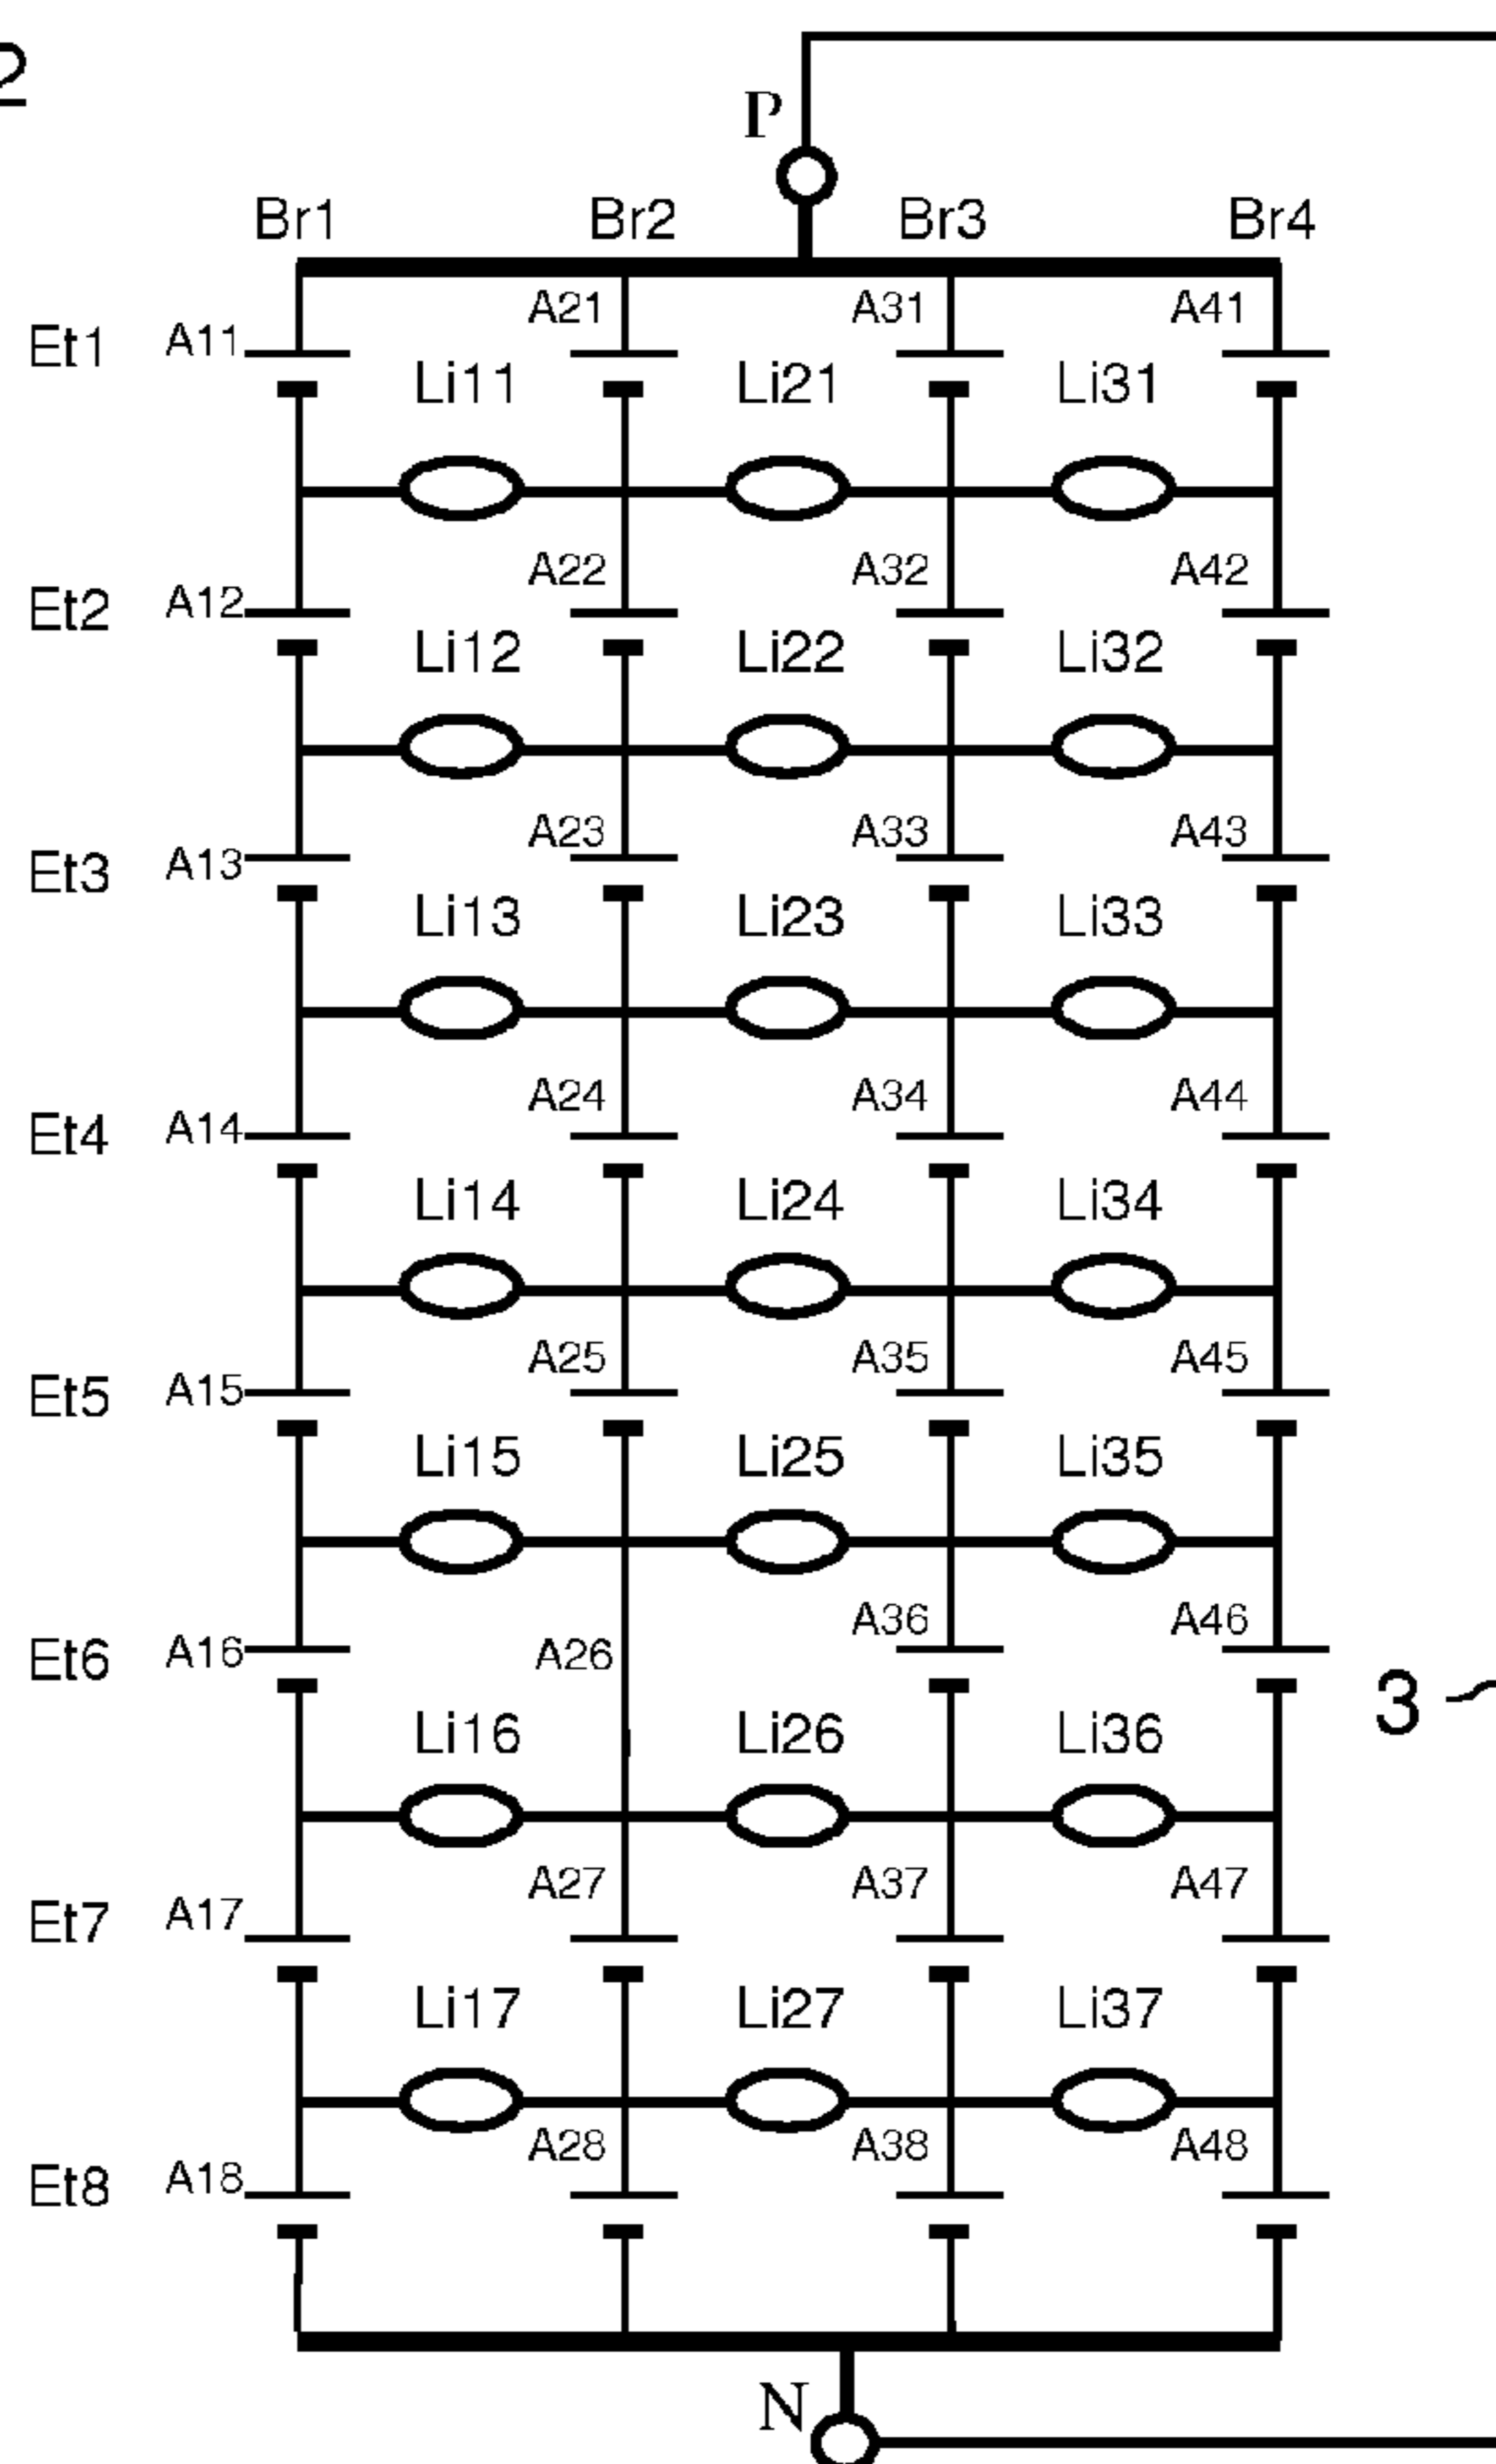 2
P
Br1 Br2 Br3 Br4
A21 A31 A41
Et1 A11
Li11 Li21 Li31
A22 A32 A42
Et2 A12
Li12 Li22 Li32
A23 A33 A43
Et3 A13
Li13 Li23 Li33
A24 A34 A44
Et4 A14
Li14 Li24 Li34
A25 A35 A45
Et5 A15
Li15 Li25 Li35
A36 A46
Et6 A16 A26
3
Li16 Li26 Li36
A27 A37 A47
Et7 A17
Li17 Li27 Li37
A28 A38 A48
Et8 A18
N